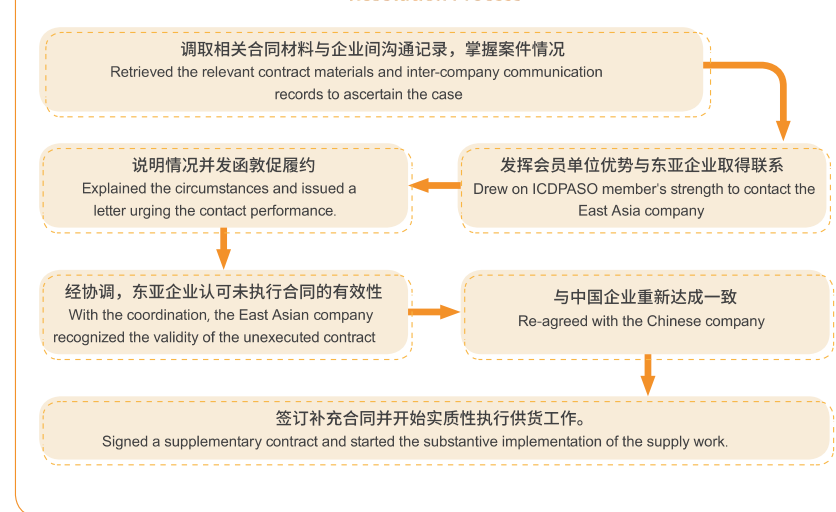 调取相关合同材料与企业间沟通记录，掌握案件情况
Retrieved the relevant contract materials and inter-company communication
records to ascertain the case
发挥会员单位优势与东亚企业取得联系
Drew on ICDPASO member's strength to contact the
East Asia company
说明情况并发函敦促履约
Explained the circumstances and issued a
letter urging the contact performance.
经协调，东亚企业认可未执行合同的有效性
With the coordination, the East Asian company
recognized the validity of the unexecuted contract
与中国企业重新达成一致
Re-agreed with the Chinese company
签订补充合同并开始实质性执行供货工作。
Signed a supplementary contract and started the substantive implementation of the supply work.